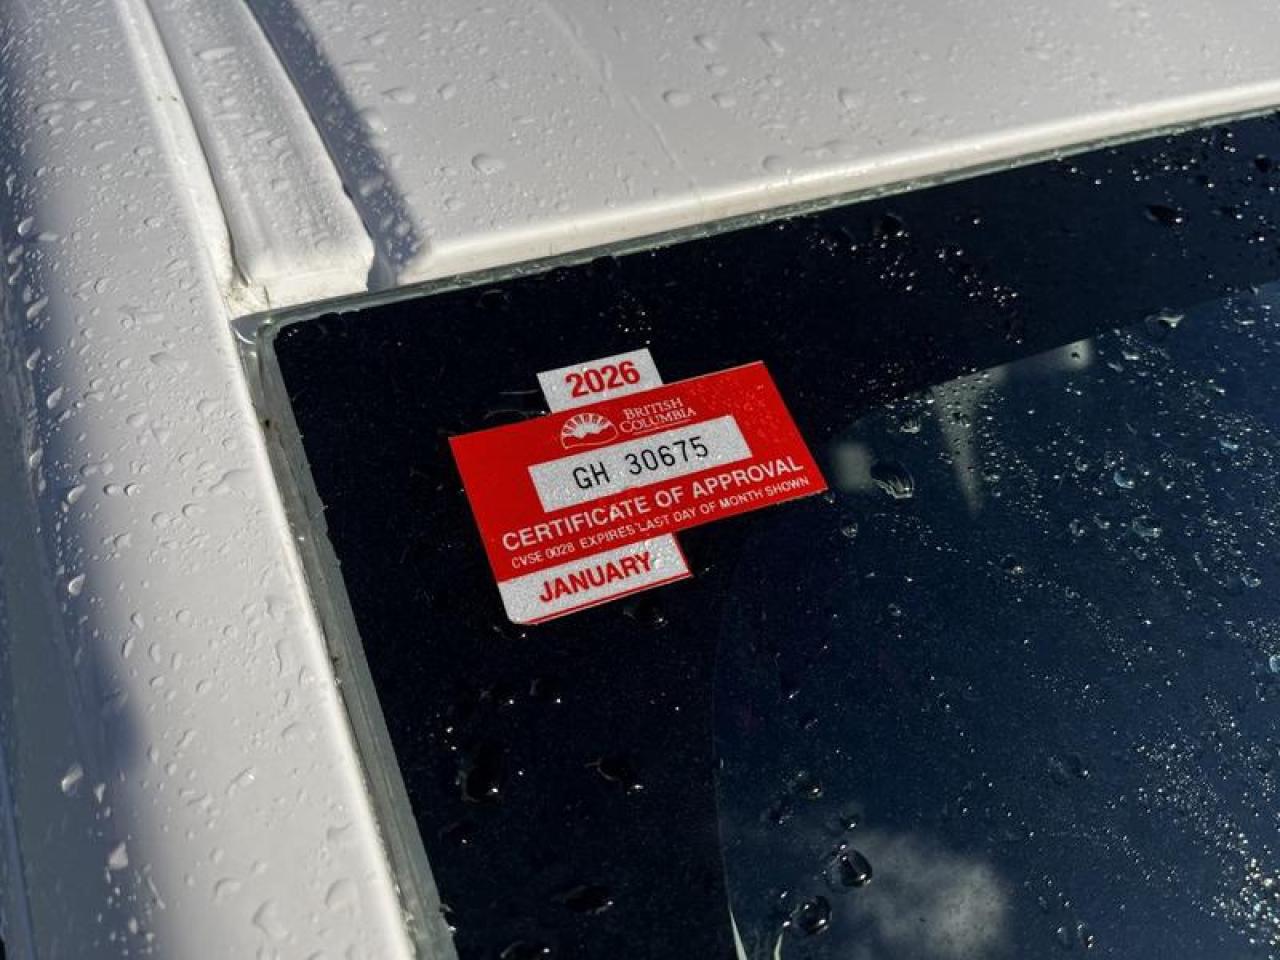 2026
BRITISH
COLUMBIA
GH 30675
CERTIFICATE OF APPROVAL
CVSE 0028 EXPIRES LAST DAY OF MONTH SHOWN
JANUARY